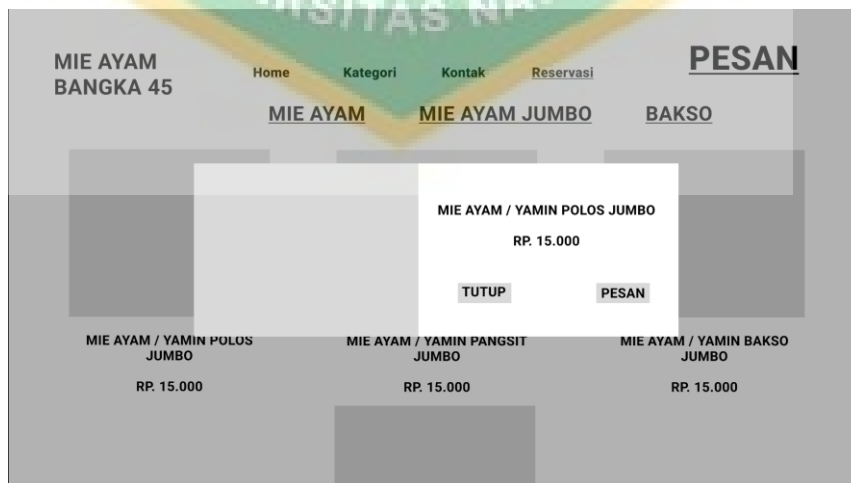 RSITAS NA
MIE AYAM
BANGKA 45
Home Kategori Kontak Reservasi
PESAN
MIE AYAM MIE AYAM JUMBO BAKSO
MIE AYAM / YAMIN POLOS JUMBO
RP. 15.000
TUTUP PESAN
MIE AYAM / YAMIN POLOS
JUMBO
RP. 15.000
MIE AYAM / YAMIN PANGSIT
JUMBO
RP. 15.000
MIE AYAM / YAMIN BAKSO
JUMBO
RP. 15.000